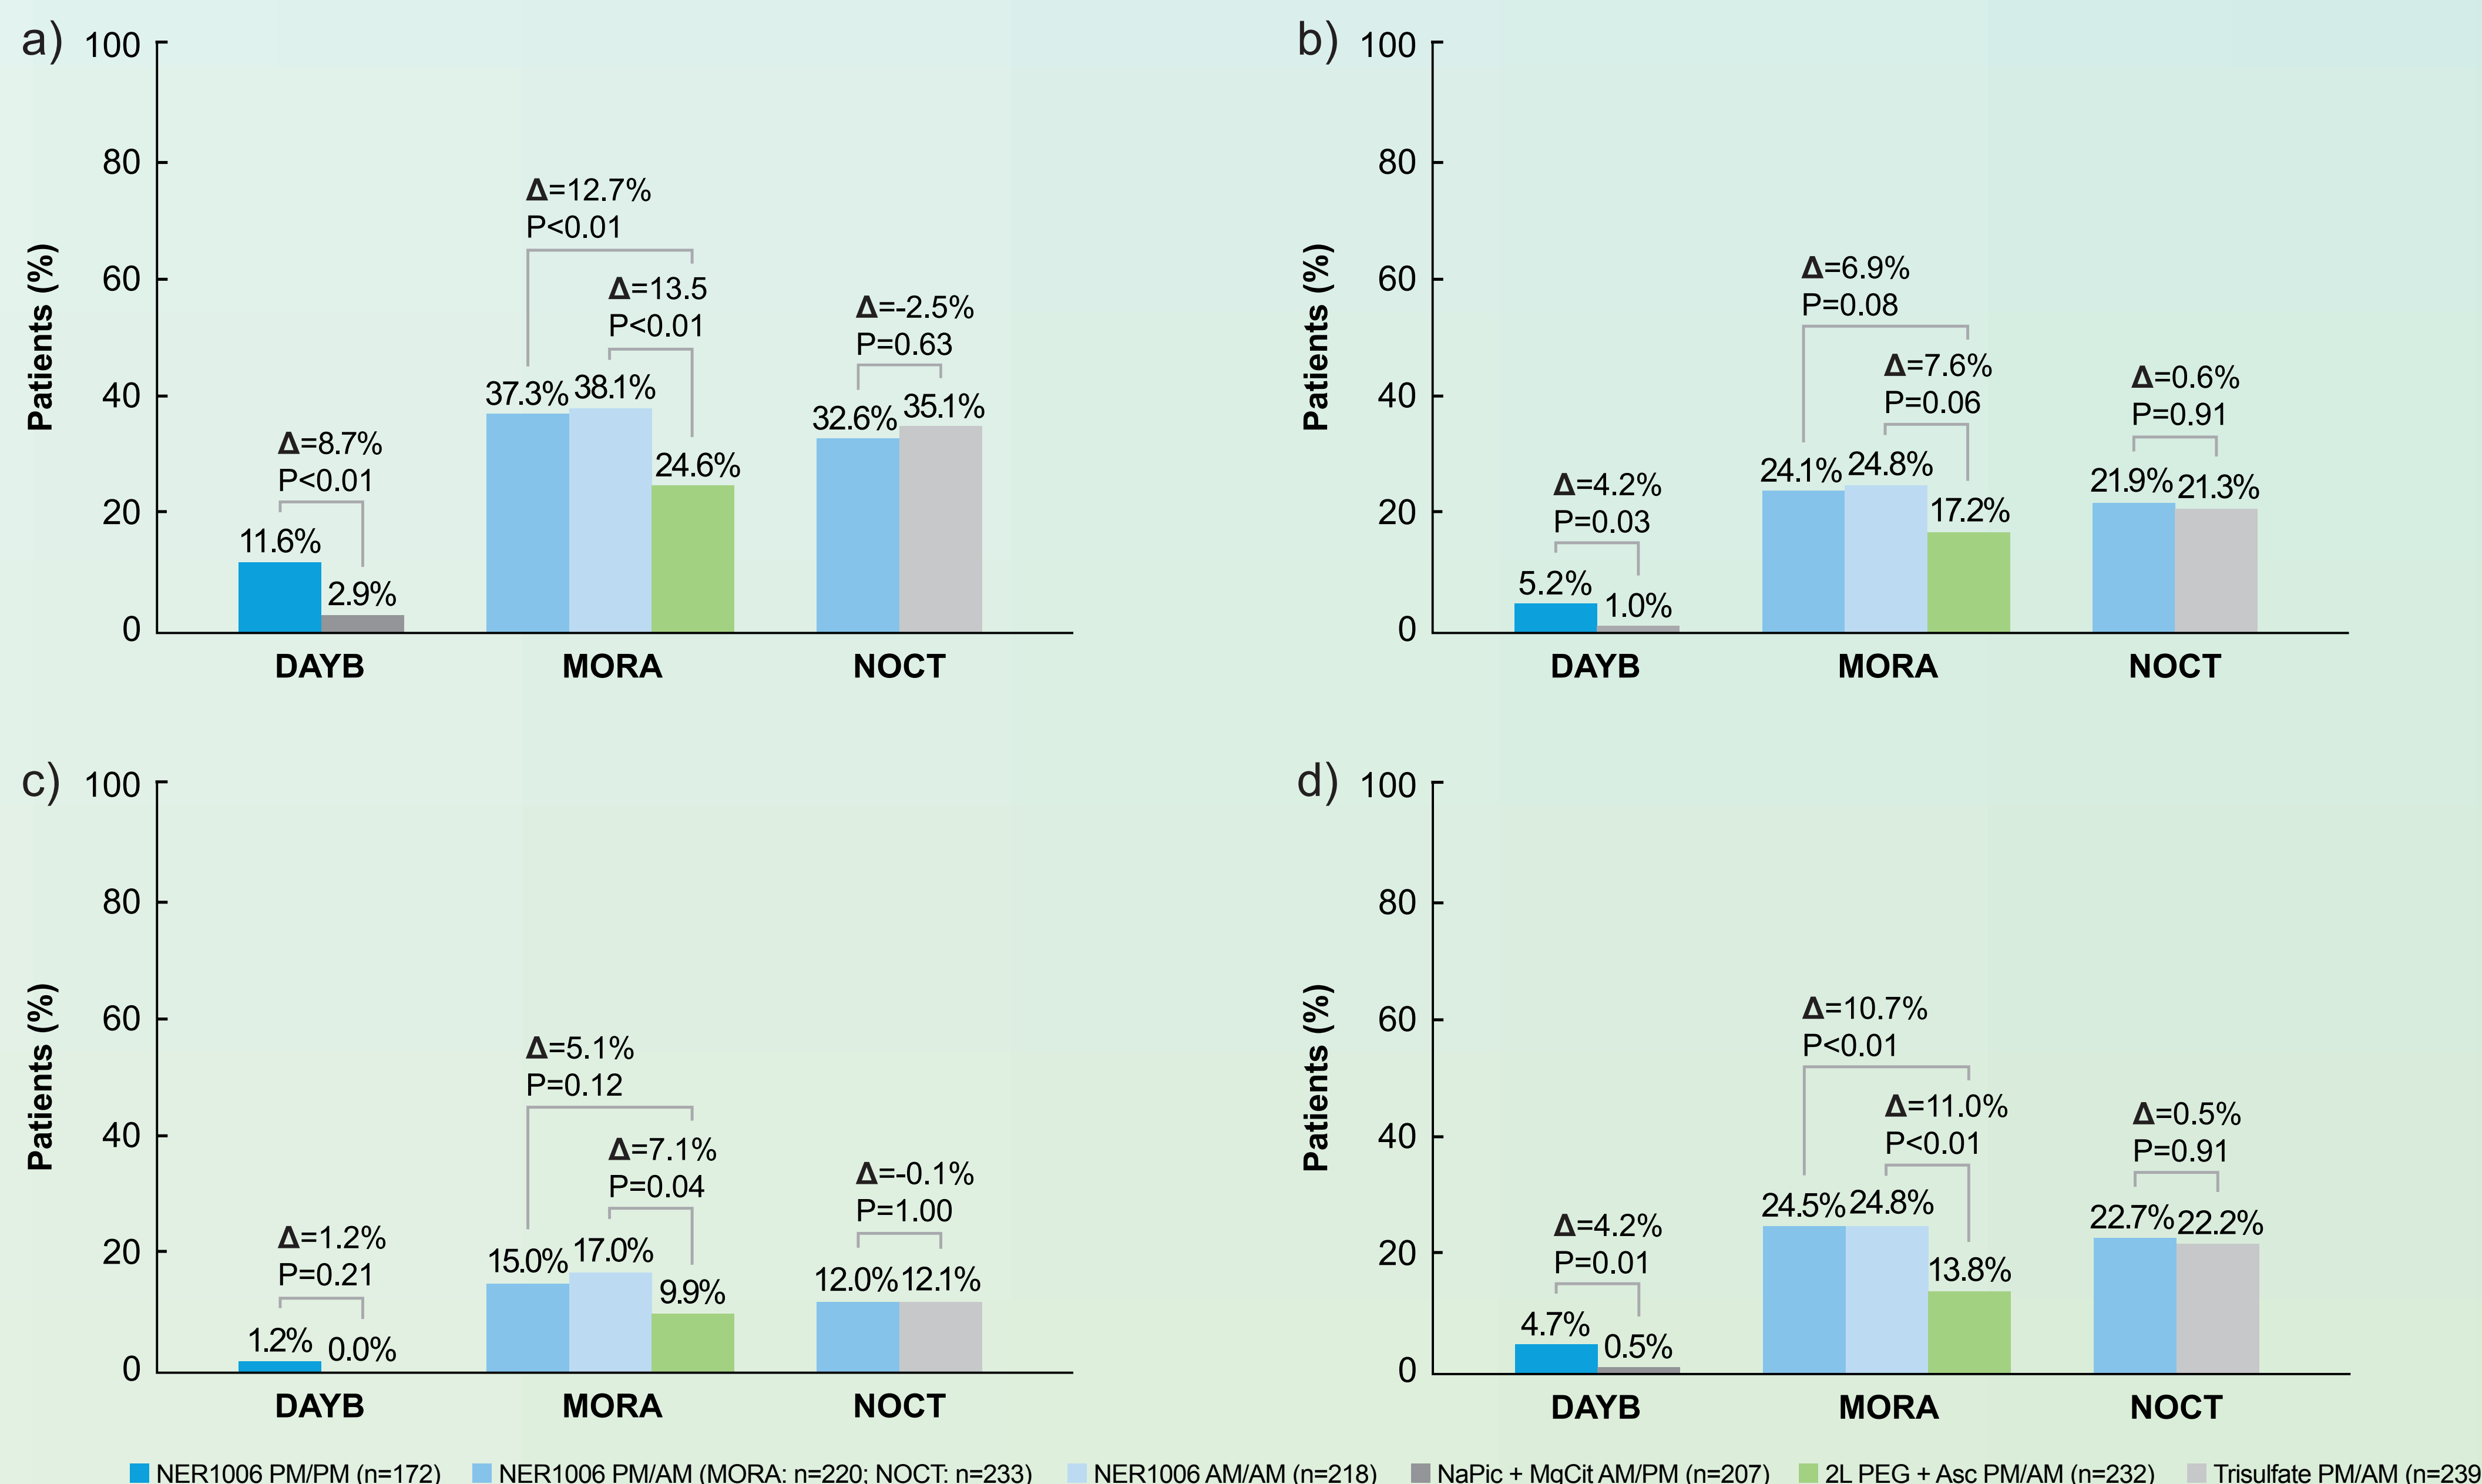 a)
100
80
60
40
20
0
Patients (%)
Δ=8.7%
P<0.01
11.6%
2.9%
Δ=12.7%
P<0.01
Δ=13.5
P<0.01
37.3% 38.1%
24.6%
Δ=-2.5%
P=0.63
32.6% 35.1%
DAYB MORA NOCT
b)
100
80
60
40
20
0
Patients (%)
Δ=4.2%
P=0.03
5.2%
1.0%
Δ=6.9%
P=0.08
Δ=7.6%
P=0.06
24.1% 24.8%
17.2%
Δ=0.6%
P=0.91
21.9% 21.3%
DAYB MORA NOCT
c)
100
80
60
40
20
0
Patients (%)
Δ=1.2%
P=0.21
1.2% 0.0%
Δ=5.1%
P=0.12
Δ=7.1%
P=0.04
15.0% 17.0%
9.9%
Δ=-0.1%
P=1.00
12.0% 12.1%
DAYB MORA NOCT
d)
100
80
60
40
20
0
Patients (%)
Δ=4.2%
P=0.01
4.7%
0.5%
Δ=10.7%
P<0.01
Δ=11.0%
P<0.01
24.5% 24.8%
13.8%
Δ=0.5%
P=0.91
22.7% 22.2%
DAYB MORA NOCT
NER1006 PM/PM (n=172) NER1006 PM/AM (MORA: n=220; NOCT: n=233) NER1006 AM/AM (n=218) NaPic + MgCit AM/PM (n=207) 2L PEG + Asc PM/AM (n=232) Trisulfate PM/AM (n=239